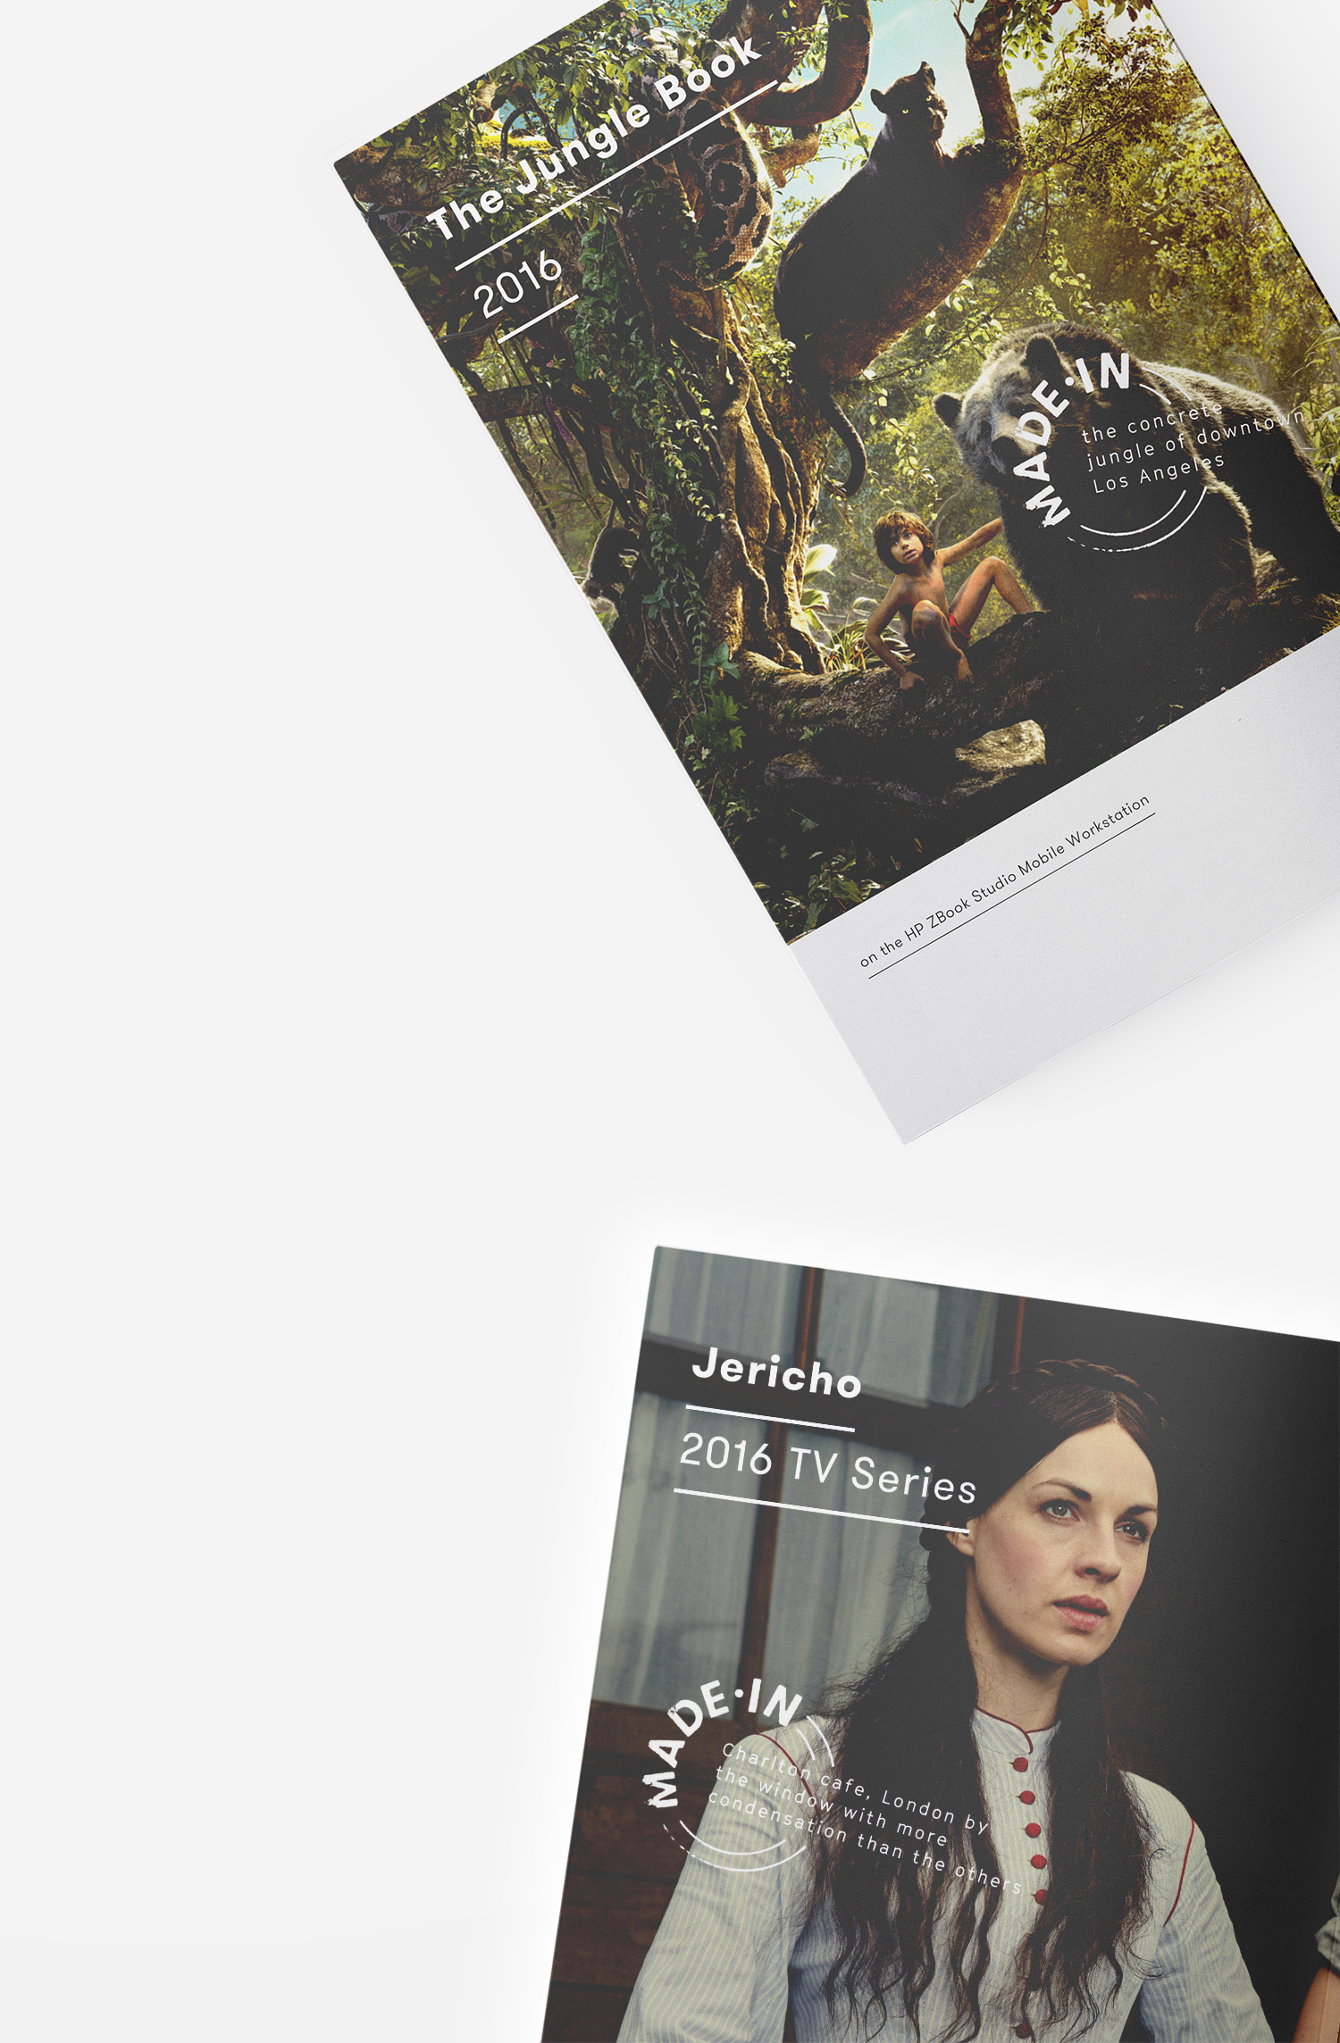 The Jungle Book
2016
MADE·IN
the concrete
jungle of downtown
Los Angeles
on the HP ZBook Studio Mobile Workstation
Jericho
2016 TV Series
MADE·IN
Charlton cafe, London by
the window with more
condensation than the others